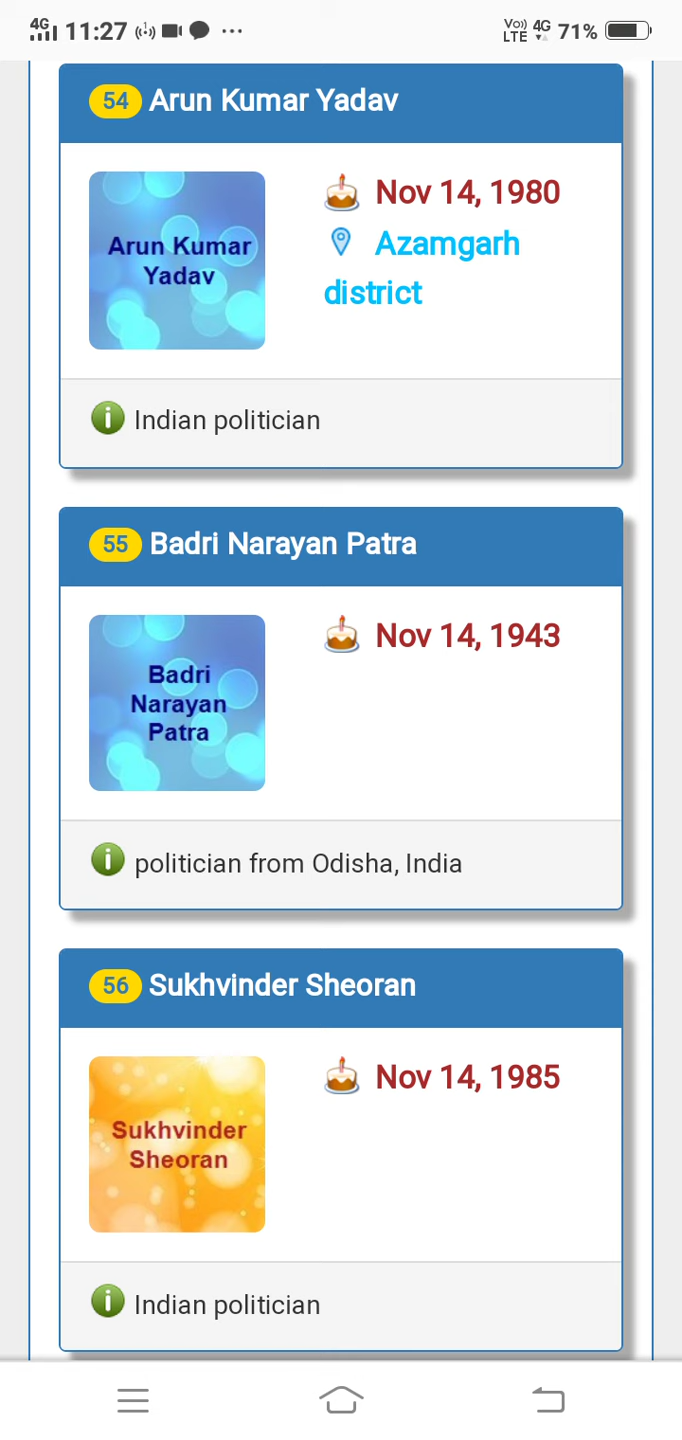 4G 11:27 ... Vo)) LTE 4G 71%
54 Arun Kumar Yadav
Arun Kumar
Yadav
Nov 14, 1980
Azamgarh
district
Indian politician
55 Badri Narayan Patra
Badri
Narayan
Patra
Nov 14, 1943
politician from Odisha, India
56 Sukhvinder Sheoran
Sukhvinder
Sheoran
Nov 14, 1985
Indian politician